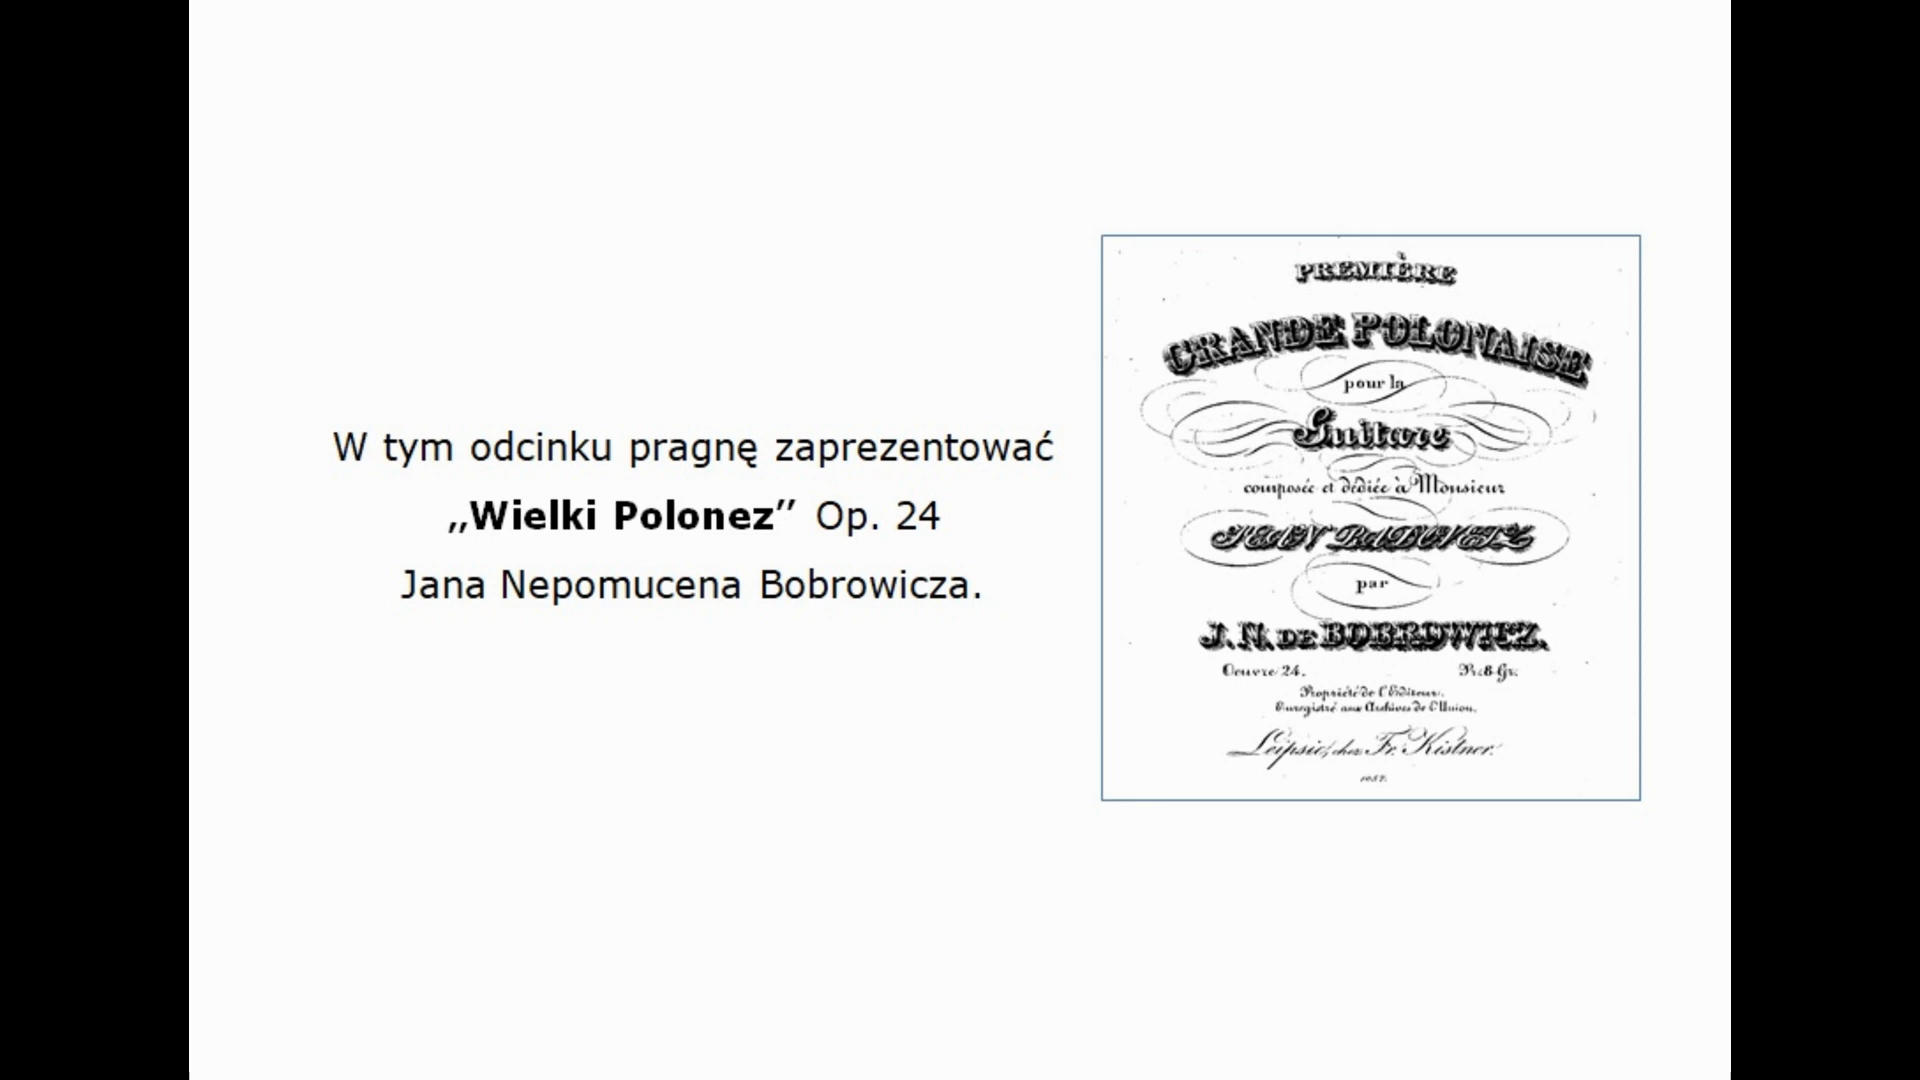 W tym odcinku pragnę zaprezentować
„Wielki Polonez” Op. 24
Jana Nepomucena Bobrowicza.
PREMIÈRE
GRANDE POLONAISE
pour la
Guitare
composée et dédiée à Monsieur
JEAN
par
J. N. DE BOBROWICZ.
Oeuvre 24. Pr. 8 Gr.
Propriété de l'Editeur.
Enregistré aux Archives de l'Union.
Leipsic, chez Fr. Kistner.